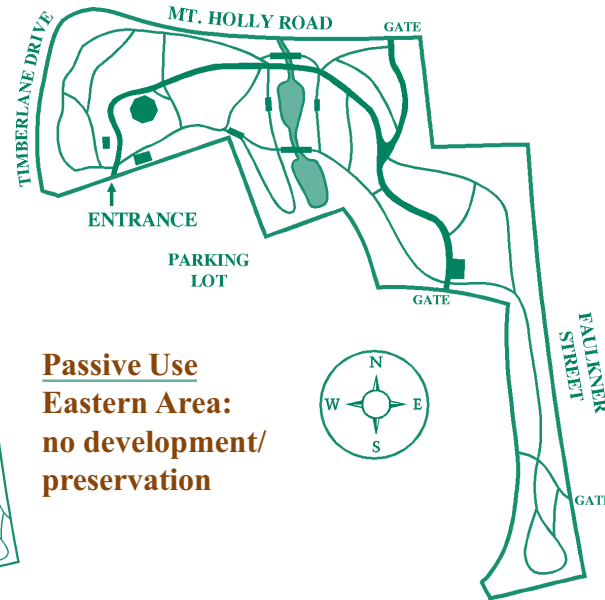 MT. HOLLY ROAD
GATE
TIMBERLANE DRIVE
ENTRANCE
PARKING
LOT
GATE
FAULKNER
STREET
Passive Use
Eastern Area:
no development/
preservation
N
W
E
S
GATE